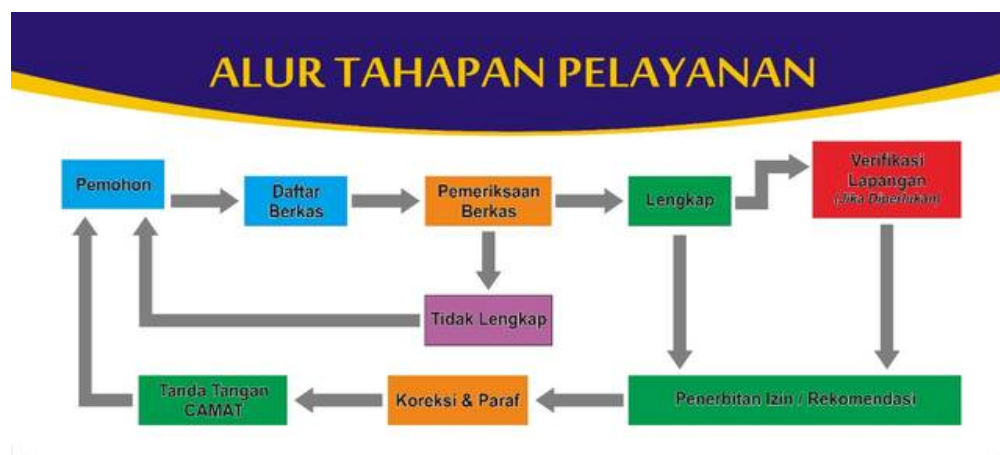 ALUR TAHAPAN PELAYANAN
Pemohon
Daftar
Berkas
Pemeriksaan
Berkas
Lengkap
Verifikasi
Lapangan
(Jika Diperlukan)
Tidak Lengkap
Tanda Tangan
CAMAT
Koreksi & Paraf
Penerbitan Izin / Rekomendasi